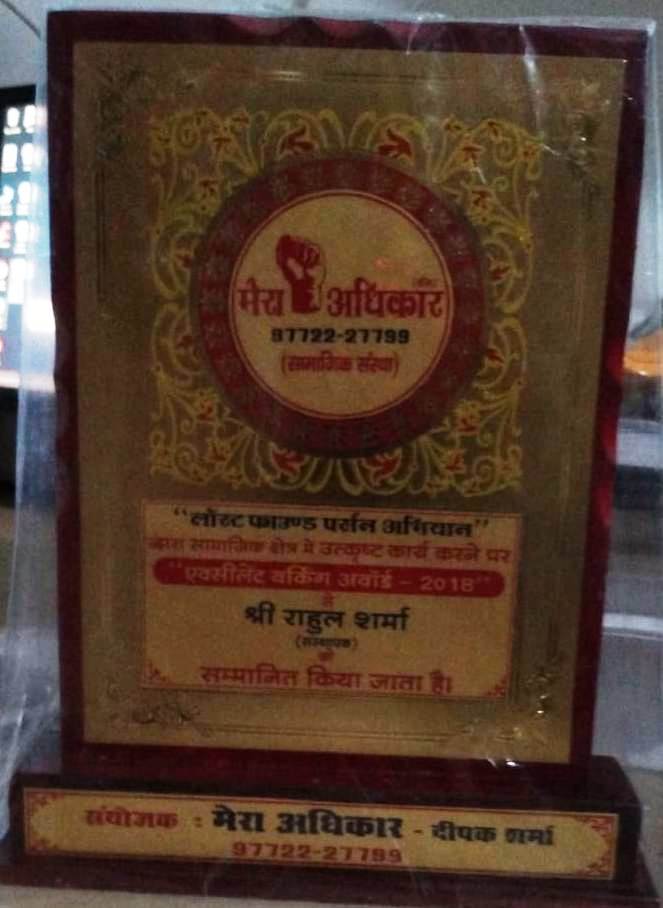 मेरा अधिकार
97722-27799
(सामाजिक संस्था)
"लॉस्ट फाउण्ड पर्सन अभियान"
द्वारा सामाजिक क्षेत्र मे उत्कृष्ट कार्य करने पर
"एक्सीलेंट वर्किंग अवॉर्ड - 2018"
से
श्री राहुल शर्मा
(संस्थापक)
को
सम्मानित किया जाता है।
संयोजक : मेरा अधिकार - दीपक शर्मा
97722-27799